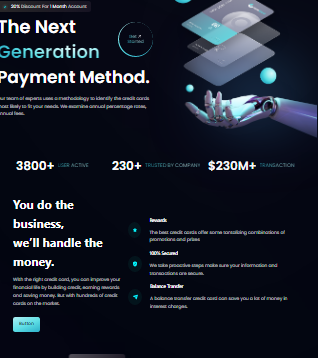 20% Discount For 1 Month Account
The Next
Generation
Payment Method.
Get
Started
Our team of experts uses a methodology to identify the credit cards
most likely to fit your needs. We examine annual percentage rates,
annual fees.
3800+ USER ACTIVE
230+ TRUSTED BY COMPANY
$230M+ TRANSACTION
You do the
business,
we’ll handle the
money.
With the right credit card, you can improve your
financial life by building credit, earning rewards
and saving money. But with hundreds of credit
cards on the market.
Button
Rewards
The best credit cards offer some tantalizing combinations of
promotions and prizes
100% Secured
We take proactive steps make sure your information and
transactions are secure.
Balance Transfer
A balance transfer credit card can save you a lot of money in
interest charges.